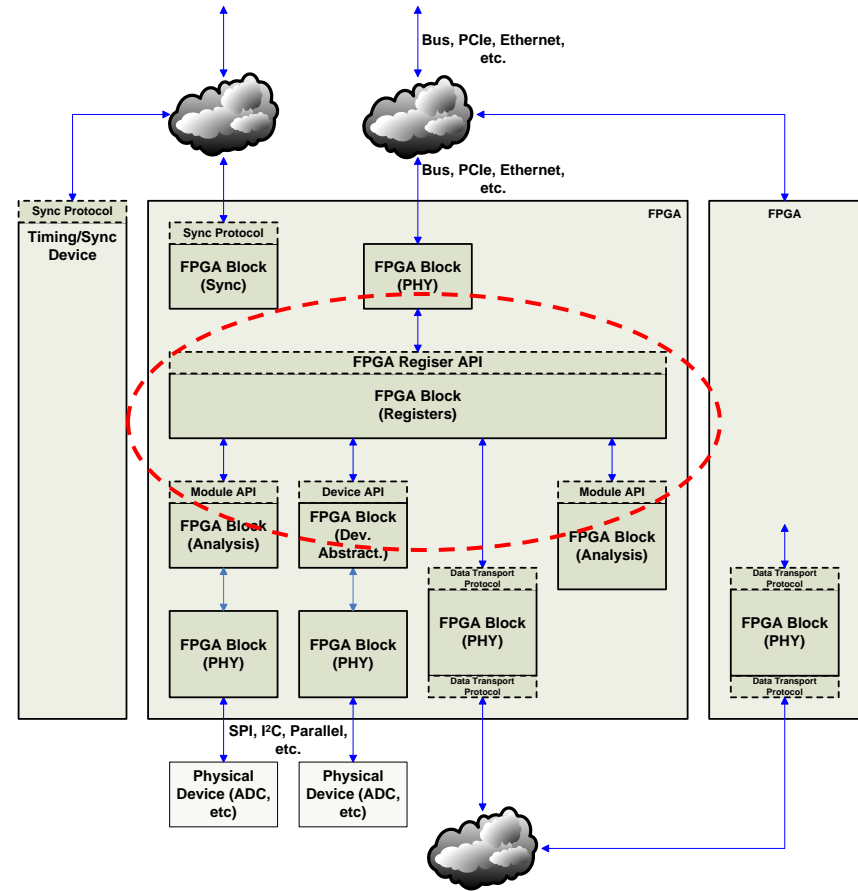 Bus, PCIe, Ethernet,
etc.
Bus, PCIe, Ethernet,
etc.
Sync Protocol
Timing/Sync
Device
FPGA
Sync Protocol
FPGA Block
(Sync)
FPGA Block
(PHY)
FPGA
FPGA Regiser API
FPGA Block
(Registers)
Module API
FPGA Block
(Analysis)
Device API
FPGA Block
(Dev.
Abstract.)
Module API
FPGA Block
(Analysis)
Data Transport
Protocol
FPGA Block
(PHY)
Data Transport
Protocol
Data Transport
Protocol
FPGA Block
(PHY)
Data Transport
Protocol
FPGA Block
(PHY)
FPGA Block
(PHY)
SPI, I²C, Parallel,
etc.
Physical
Device (ADC,
etc)
Physical
Device (ADC,
etc)